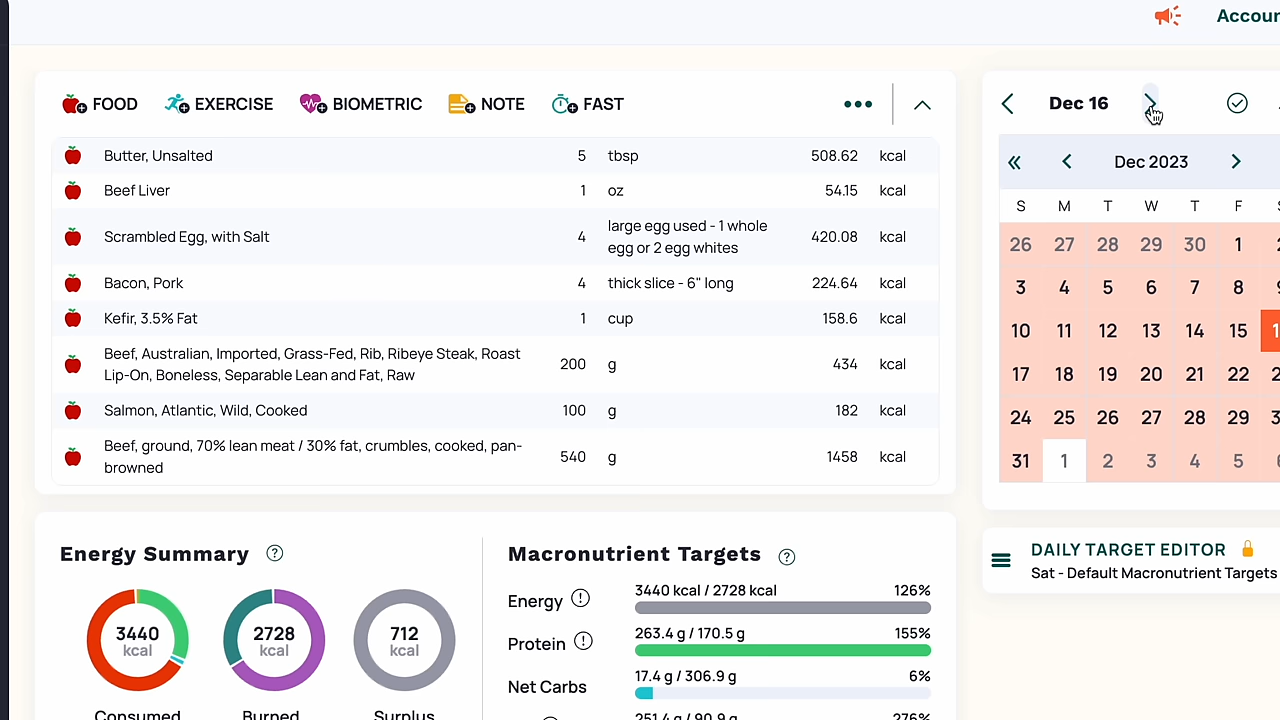 Accoun
FOOD EXERCISE BIOMETRIC NOTE FAST
Butter, Unsalted 5 tbsp 508.62 kcal
Beef Liver 1 oz 54.15 kcal
Scrambled Egg, with Salt 4 large egg used - 1 whole egg or 2 egg whites 420.08 kcal
Bacon, Pork 4 thick slice - 6" long 224.64 kcal
Kefir, 3.5% Fat 1 cup 158.6 kcal
Beef, Australian, Imported, Grass-Fed, Rib, Ribeye Steak, Roast
Lip-On, Boneless, Separable Lean and Fat, Raw 200 g 434 kcal
Salmon, Atlantic, Wild, Cooked 100 g 182 kcal
Beef, ground, 70% lean meat / 30% fat, crumbles, cooked, pan-
browned 540 g 1458 kcal
Energy Summary ?
3440 kcal
2728 kcal
712 kcal
Consumed Burned Surplus
Macronutrient Targets ?
Energy ! 3440 kcal / 2728 kcal 126%
Protein ! 263.4 g / 170.5 g 155%
Net Carbs 17.4 g / 306.9 g 6%
251.4 g / 90.9 g 276%
Dec 16
Dec 2023
S M T W T F
26 27 28 29 30 1
3 4 5 6 7 8
10 11 12 13 14 15
17 18 19 20 21 22
24 25 26 27 28 29
31 1 2 3 4 5
DAILY TARGET EDITOR
Sat - Default Macronutrient Targets